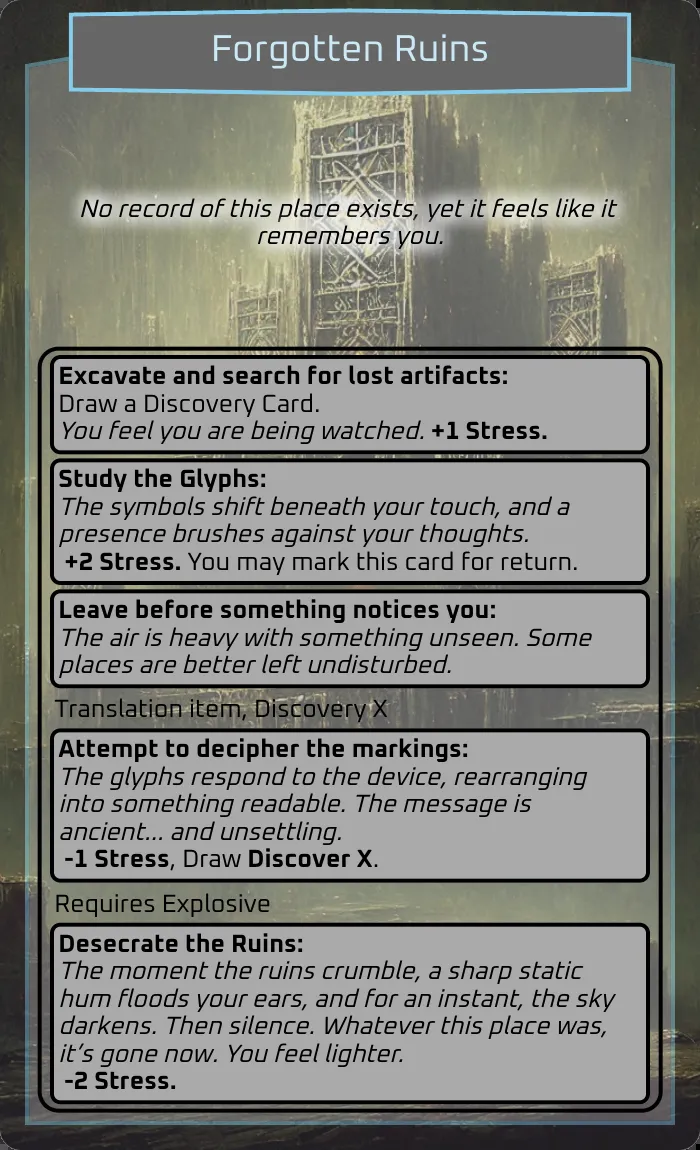 Forgotten Ruins
No record of this place exists, yet it feels like it
remembers you.
Excavate and search for lost artifacts:
Draw a Discovery Card.
You feel you are being watched. +1 Stress.
Study the Glyphs:
The symbols shift beneath your touch, and a
presence brushes against your thoughts.
+2 Stress. You may mark this card for return.
Leave before something notices you:
The air is heavy with something unseen. Some
places are better left undisturbed.
Translation item, Discovery X
Attempt to decipher the markings:
The glyphs respond to the device, rearranging
into something readable. The message is
ancient... and unsettling.
-1 Stress, Draw Discover X.
Requires Explosive
Desecrate the Ruins:
The moment the ruins crumble, a sharp static
hum floods your ears, and for an instant, the sky
darkens. Then silence. Whatever this place was,
it's gone now. You feel lighter.
-2 Stress.